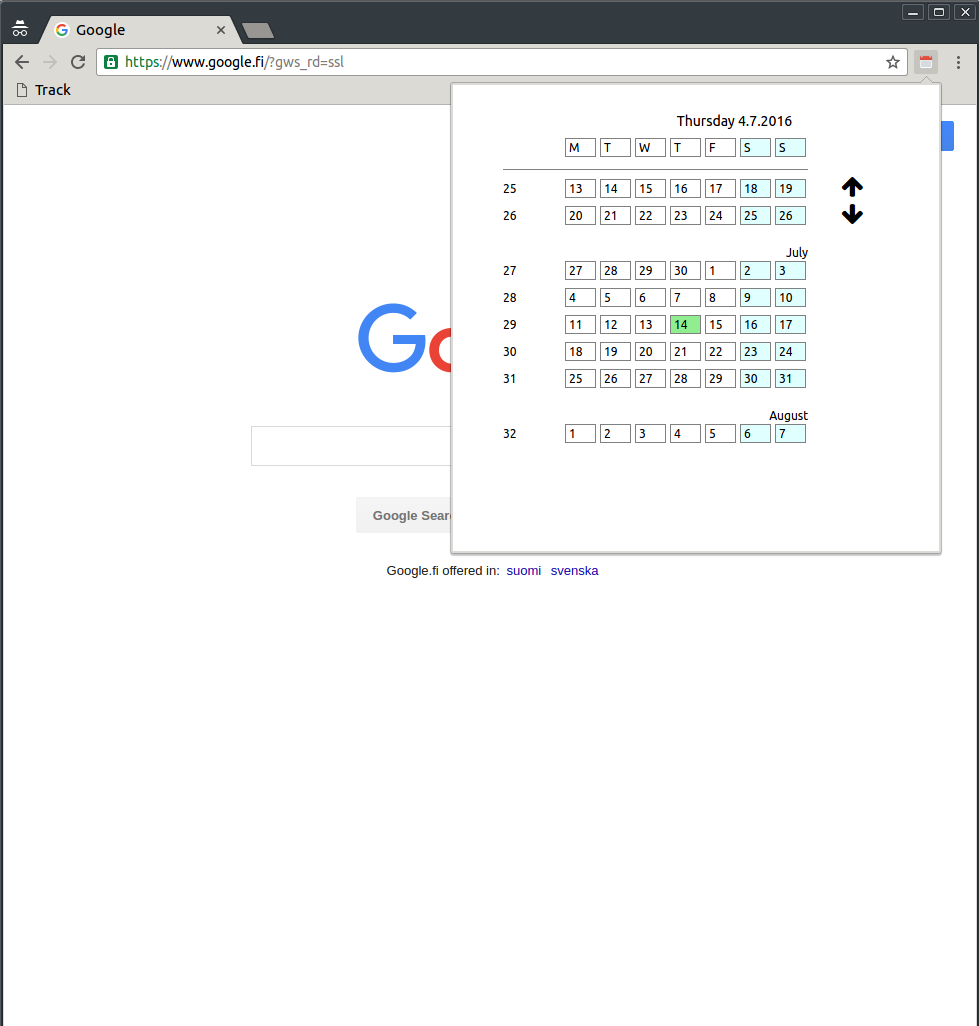 Google
https://www.google.fi/?gws_rd=ssl
Track
Thursday 4.7.2016
M T W T F S S
25 13 14 15 16 17 18 19
26 20 21 22 23 24 25 26
July
27 27 28 29 30 1 2 3
28 4 5 6 7 8 9 10
29 11 12 13 14 15 16 17
30 18 19 20 21 22 23 24
31 25 26 27 28 29 30 31
August
32 1 2 3 4 5 6 7
Go
Google Sear
Google.fi offered in: suomi svenska